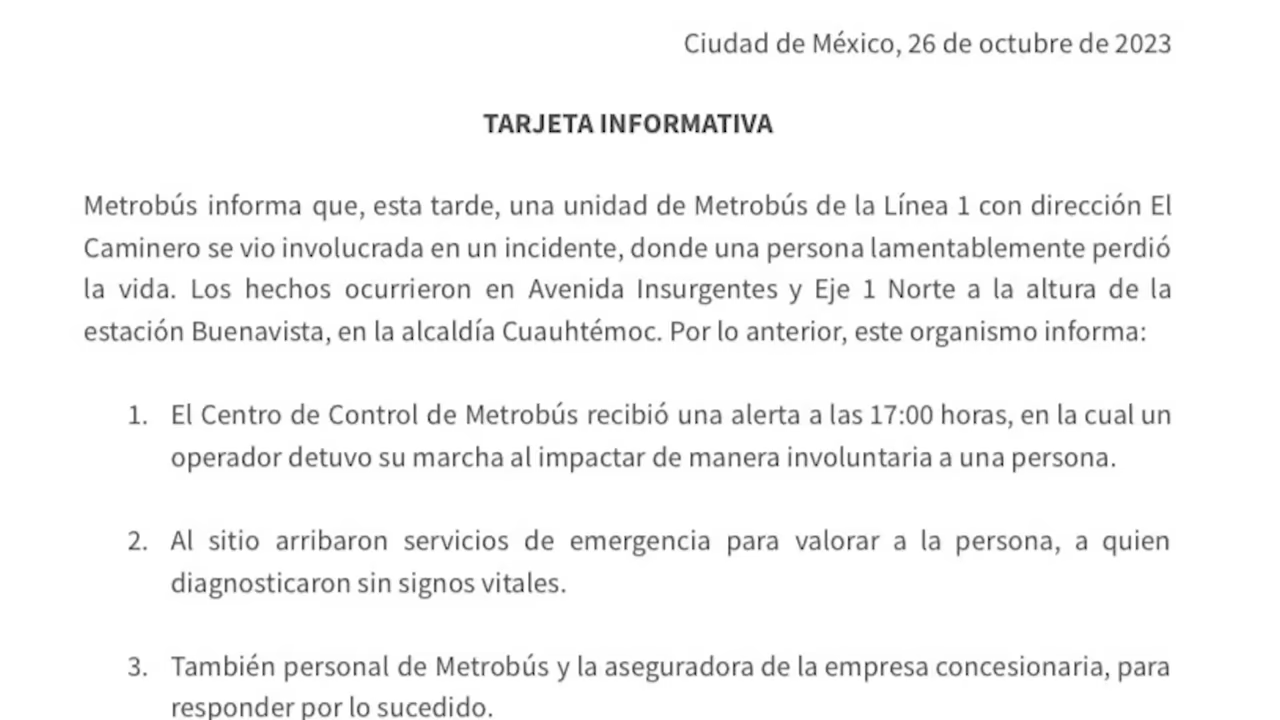 Ciudad de México, 26 de octubre de 2023
TARJETA INFORMATIVA
Metrobús informa que, esta tarde, una unidad de Metrobús de la Línea 1 con dirección El
Caminero se vio involucrada en un incidente, donde una persona lamentablemente perdió
la vida. Los hechos ocurrieron en Avenida Insurgentes y Eje 1 Norte a la altura de la
estación Buenavista, en la alcaldía Cuauhtémoc. Por lo anterior, este organismo informa:
1. El Centro de Control de Metrobús recibió una alerta a las 17:00 horas, en la cual un
operador detuvo su marcha al impactar de manera involuntaria a una persona.
2. Al sitio arribaron servicios de emergencia para valorar a la persona, a quien
diagnosticaron sin signos vitales.
3. También personal de Metrobús y la aseguradora de la empresa concesionaria, para
responder por lo sucedido.